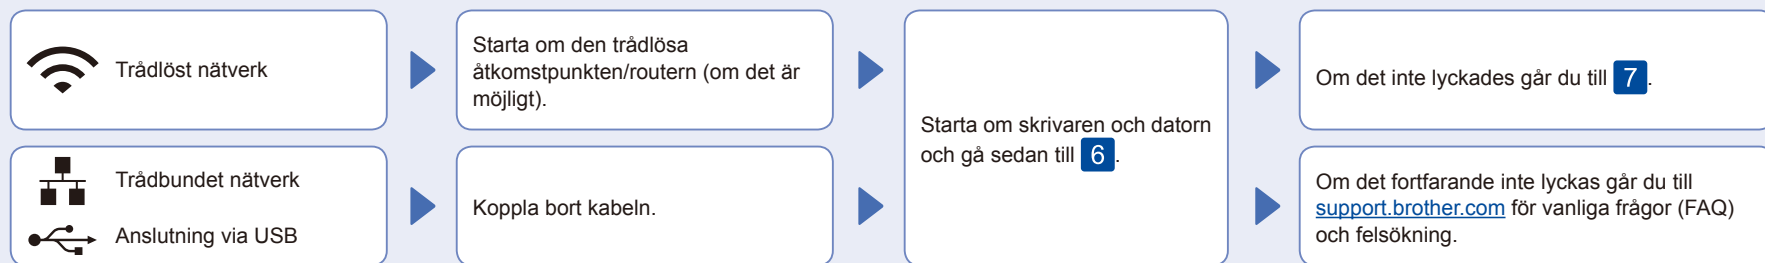 Trådlöst nätverk
Starta om den trådlösa
åtkomstpunkten/routern (om det är
möjligt).
Starta om skrivaren och datorn
och gå sedan till 6 .
Om det inte lyckades går du till 7 .
Trådbundet nätverk
Anslutning via USB
Koppla bort kabeln.
Om det fortfarande inte lyckas går du till
support.brother.com för vanliga frågor (FAQ)
och felsökning.